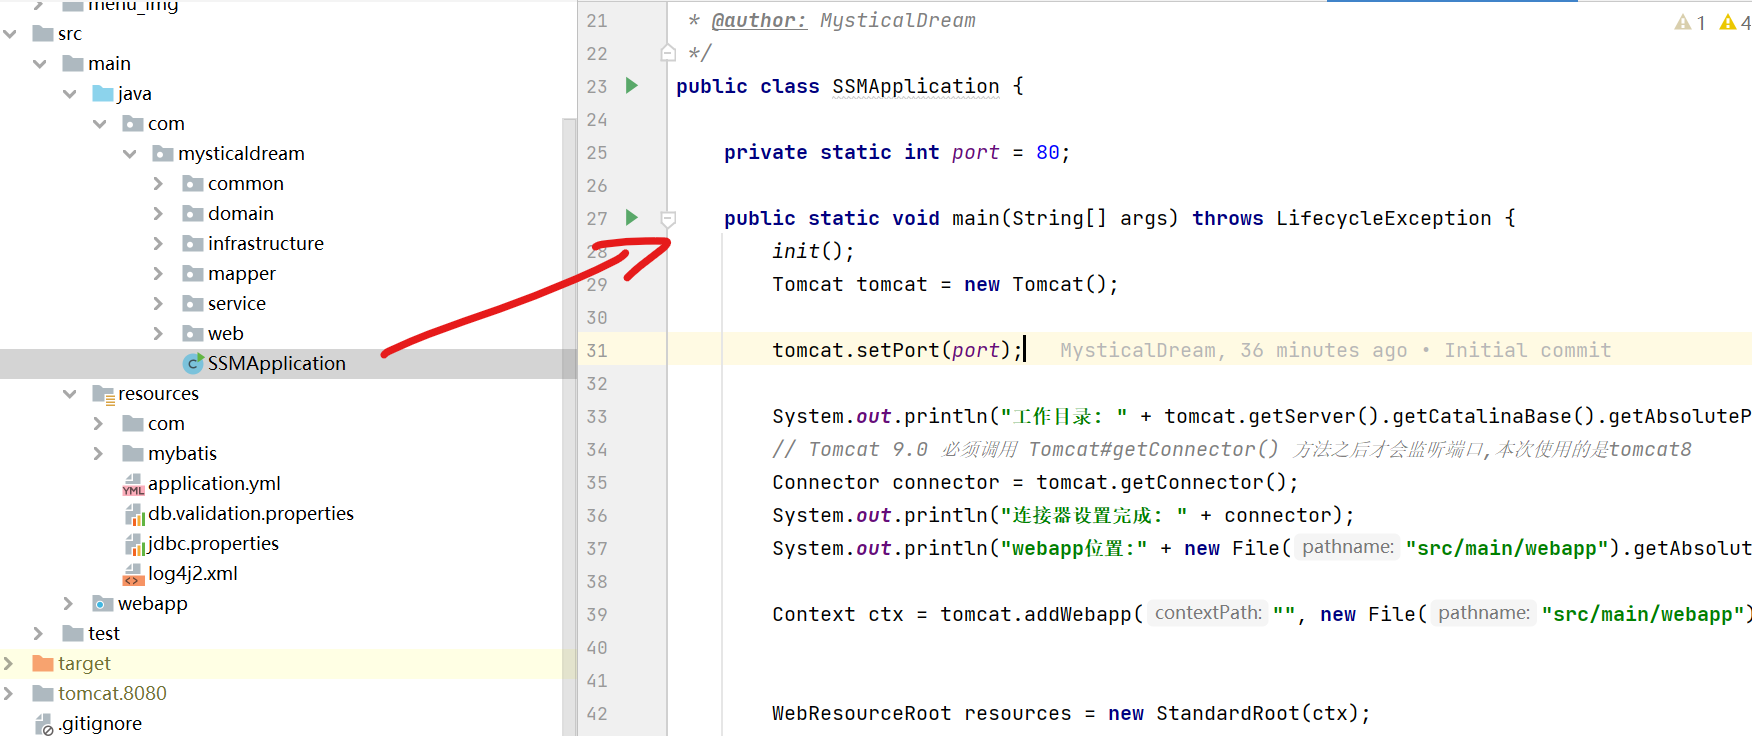 menu_img
src
main
java
com
mysticaldream
common
domain
infrastructure
mapper
service
web
SSMApplication
resources
com
mybatis
application.yml
db.validation.properties
jdbc.properties
log4j2.xml
webapp
test
target
tomcat.8080
.gitignore
1 4
21 * @author: MysticalDream
22 */
23 public class SSMApplication {
24
25 private static int port = 80;
26
27 public static void main(String[] args) throws LifecycleException {
28 init();
29 Tomcat tomcat = new Tomcat();
30
31 tomcat.setPort(port); MysticalDream, 36 minutes ago • Initial commit
32
33 System.out.println("工作目录: " + tomcat.getServer().getCatalinaBase().getAbsoluteP
34 // Tomcat 9.0 必须调用 Tomcat#getConnector() 方法之后才会监听端口,本次使用的是tomcat8
35 Connector connector = tomcat.getConnector();
36 System.out.println("连接器设置完成: " + connector);
37 System.out.println("webapp位置:" + new File( pathname: "src/main/webapp").getAbsolut
38
39 Context ctx = tomcat.addWebapp( contextPath: "", new File( pathname: "src/main/webapp")
40
41
42 WebResourceRoot resources = new StandardRoot(ctx);